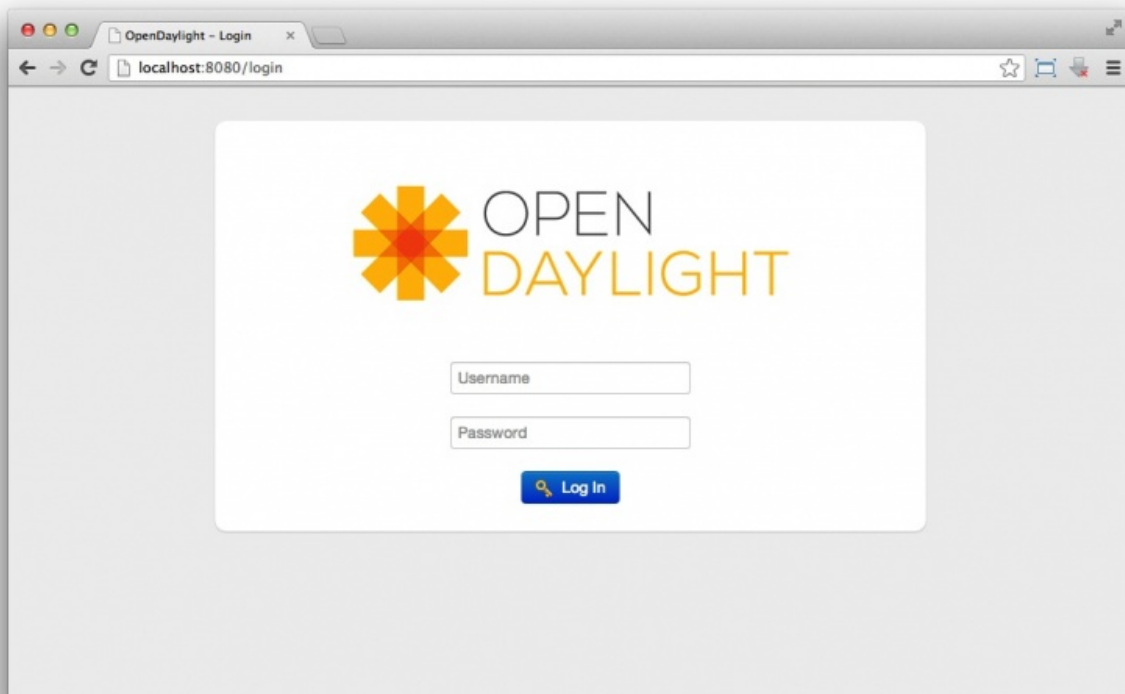 OpenDaylight – Login
localhost:8080/login
OPEN
DAYLIGHT
Username
Password
Log In